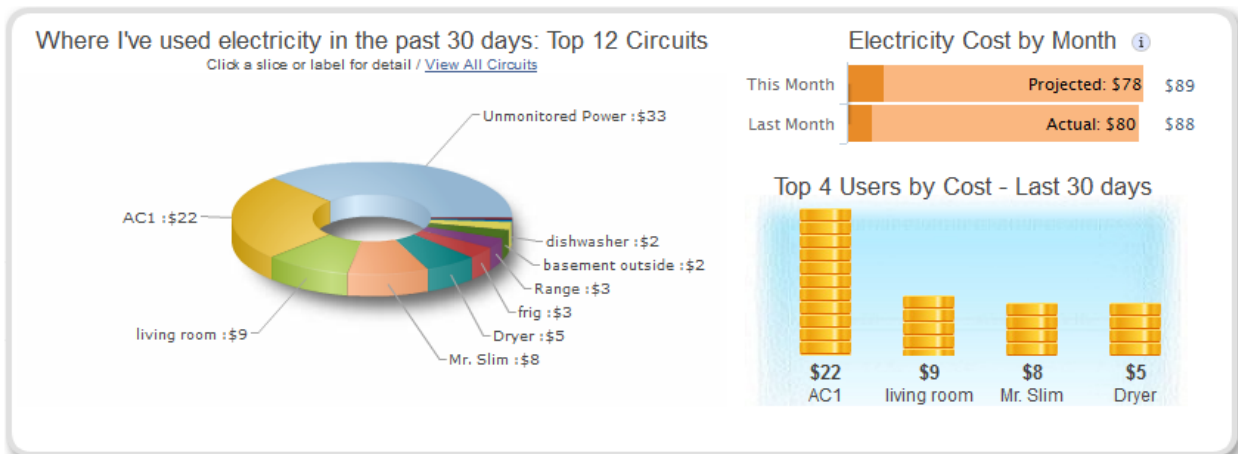 Where I've used electricity in the past 30 days: Top 12 Circuits
Click a slice or label for detail / View All Circuits
Unmonitored Power :$33
AC1 :$22
living room :$9
Mr. Slim :$8
Dryer :$5
frig :$3
Range :$3
basement outside :$2
dishwasher :$2
Electricity Cost by Month i
This Month Projected: $78 $89
Last Month Actual: $80 $88
Top 4 Users by Cost - Last 30 days
$22 $9 $8 $5
AC1 living room Mr. Slim Dryer